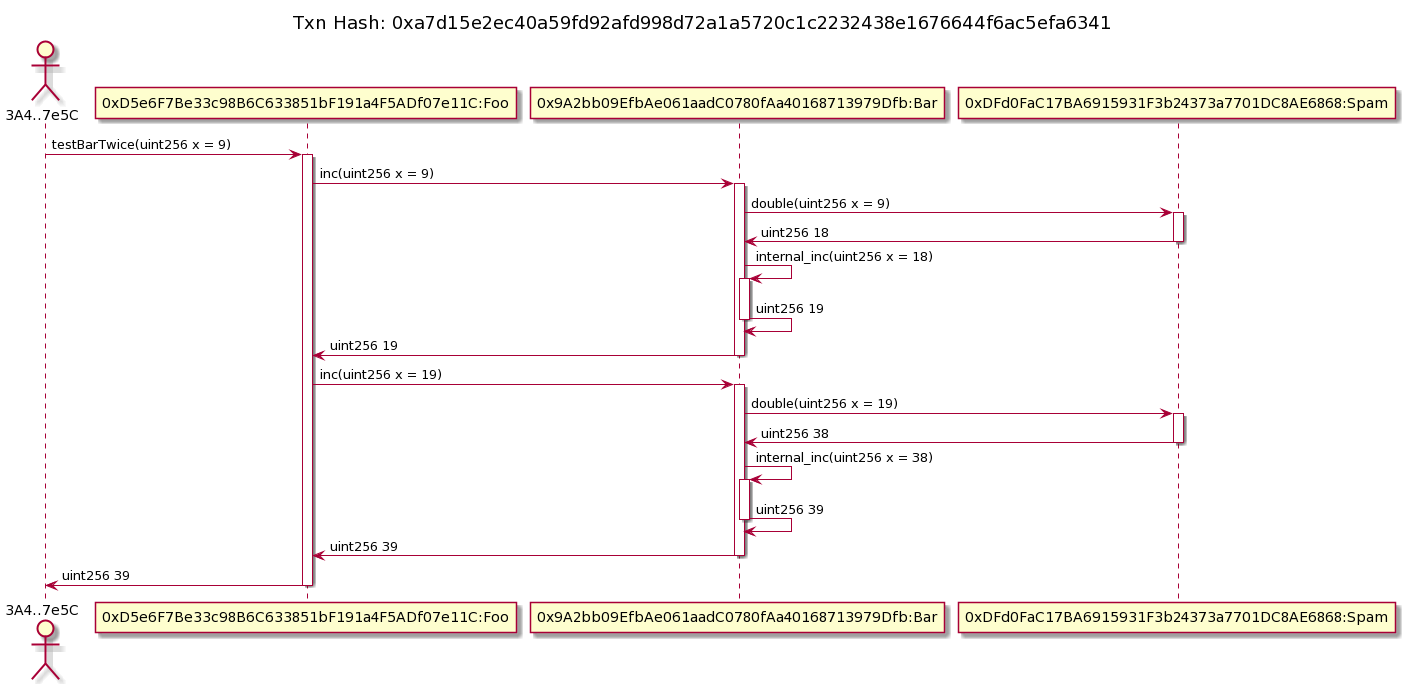 Txn Hash: 0xa7d15e2ec40a59fd92afd998d72a1a5720c1c2232438e1676644f6ac5efa6341
3A4..7e5C
0xD5e6F7Be33c98B6C633851bF191a4F5ADf07e11C:Foo
0x9A2bb09EfbAe061aadC0780fAa40168713979Dfb:Bar
0xDFd0FaC17BA6915931F3b24373a7701DC8AE6868:Spam
testBarTwice(uint256 x = 9)
inc(uint256 x = 9)
double(uint256 x = 9)
uint256 18
internal_inc(uint256 x = 18)
uint256 19
uint256 19
inc(uint256 x = 19)
double(uint256 x = 19)
uint256 38
internal_inc(uint256 x = 38)
uint256 39
uint256 39
uint256 39
3A4..7e5C
0xD5e6F7Be33c98B6C633851bF191a4F5ADf07e11C:Foo
0x9A2bb09EfbAe061aadC0780fAa40168713979Dfb:Bar
0xDFd0FaC17BA6915931F3b24373a7701DC8AE6868:Spam